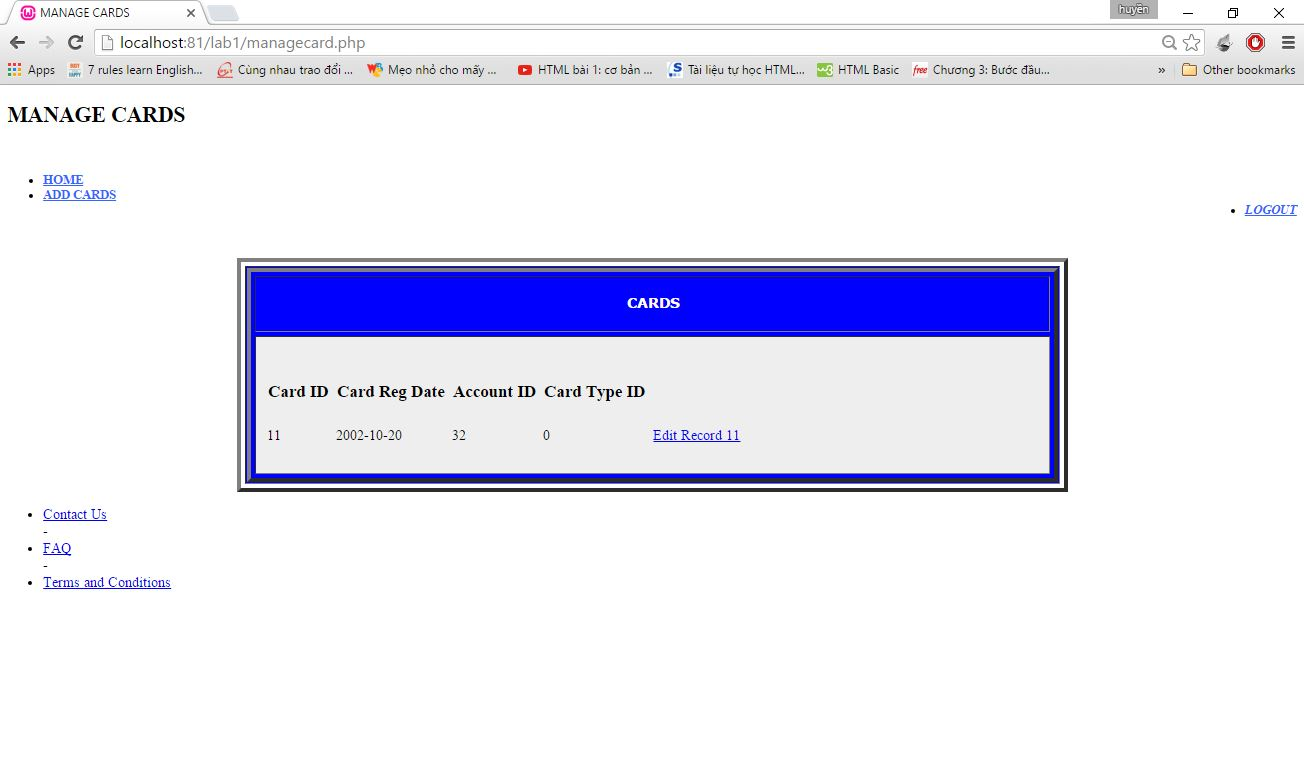 MANAGE CARDS
huyền
localhost:81/lab1/managecard.php
Apps 7 rules learn English... Cùng nhau trao đổi ... Mẹo nhỏ cho mấy ... HTML bài 1: cơ bản ... Tài liệu tự học HTML... HTML Basic Chương 3: Bước đầu... » Other bookmarks
MANAGE CARDS
HOME
ADD CARDS
LOGOUT
CARDS
Card ID Card Reg Date Account ID Card Type ID
11 2002-10-20 32 0 Edit Record 11
Contact Us
-
FAQ
-
Terms and Conditions